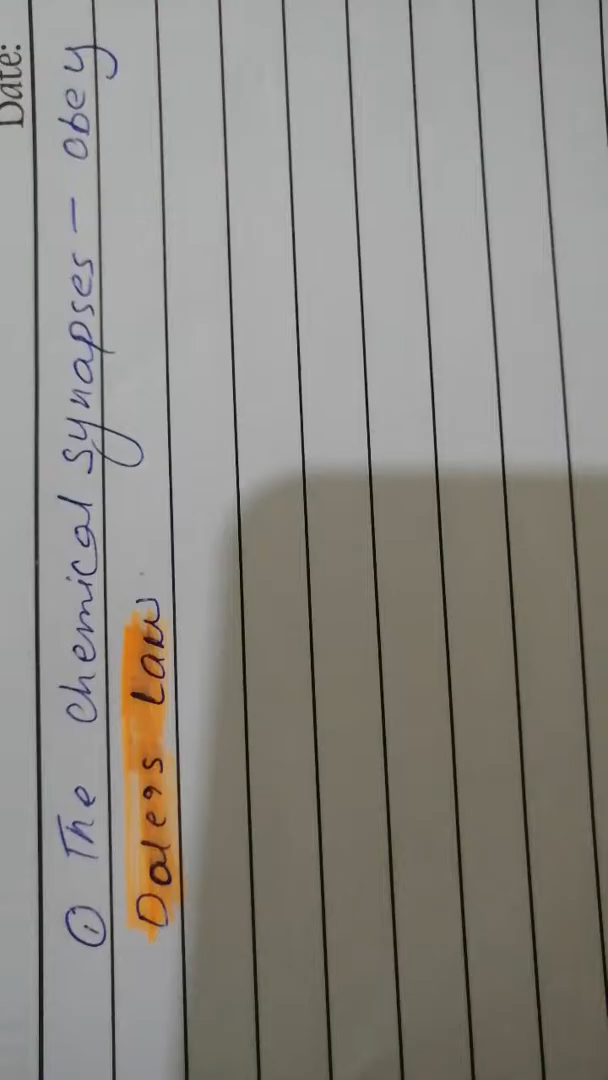 Date:
① The chemical synapses - obey
Dale's Law